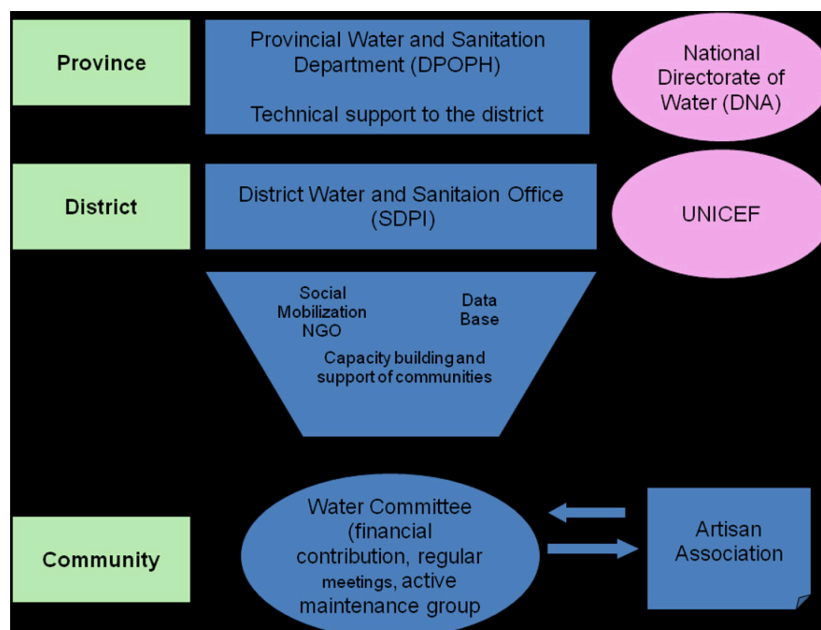 Province
Provincial Water and Sanitation
Department (DPOPH)
Technical support to the district
National
Directorate of
Water (DNA)
District
District Water and Sanitaion Office
(SDPI)
UNICEF
Social
Mobilization
NGO
Data
Base
Capacity building and
support of communities
Community
Water Committee
(financial
contribution, regular
meetings, active
maintenance group
Artisan
Association